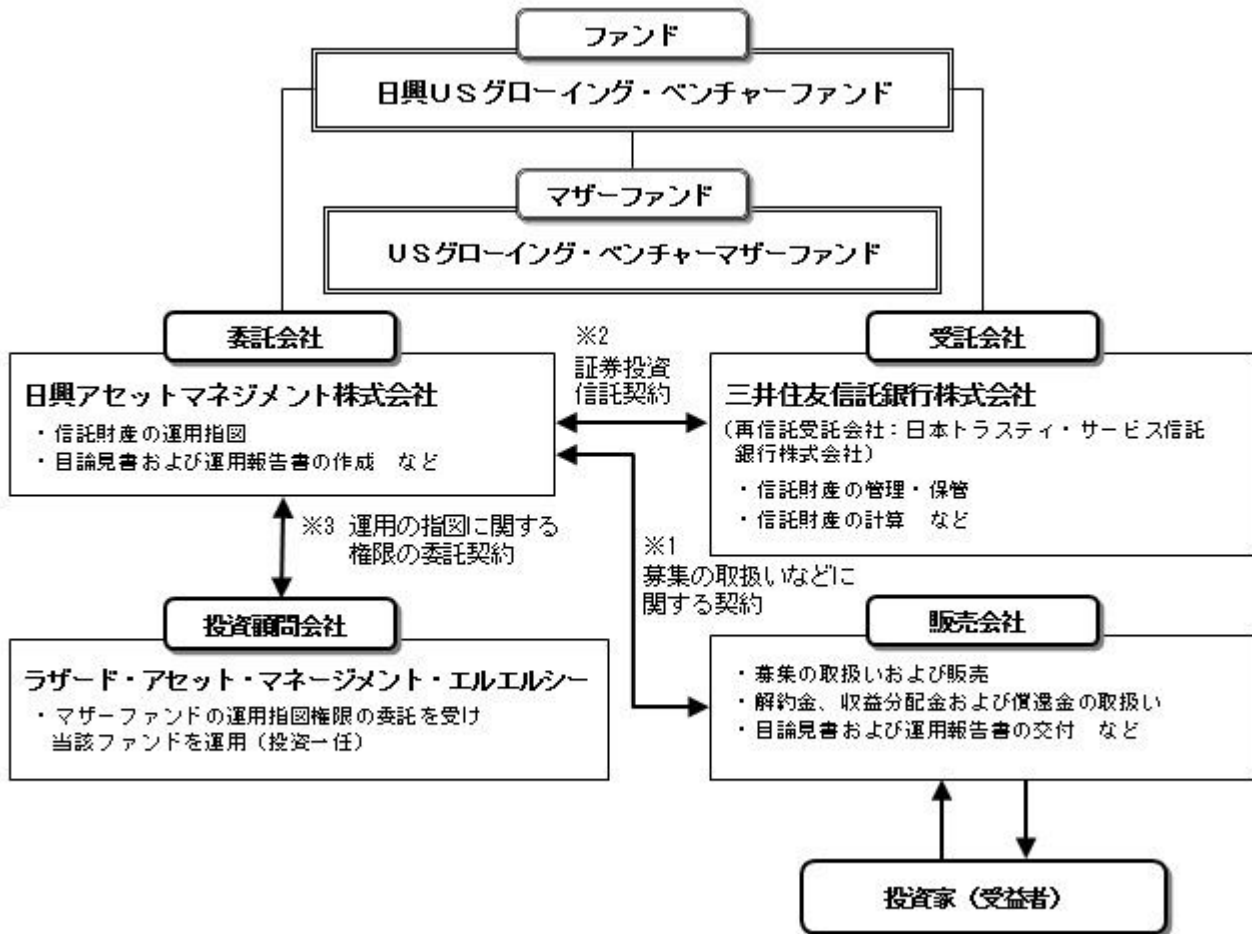 ファンド
日興USグローイング・ベンチャーファンド
マザーファンド
USグローイング・ベンチャーマザーファンド
委託会社
日興アセットマネジメント株式会社
・信託財産の運用指図
・目論見書および運用報告書の作成 など
※2
証券投資
信託契約
受託会社
三井住友信託銀行株式会社
(再信託受託会社:日本トラスティ・サービス信託
銀行株式会社)
・信託財産の管理・保管
・信託財産の計算 など
※3 運用の指図に関する
権限の委託契約
※1
募集の取扱いなどに
関する契約
投資顧問会社
ラザード・アセット・マネージメント・エルエルシー
・マザーファンドの運用指図権限の委託を受け
当該ファンドを運用(投資一任)
販売会社
・募集の取扱いおよび販売
・解約金、収益分配金および償還金の取扱い
・目論見書および運用報告書の交付 など
投資家(受益者)